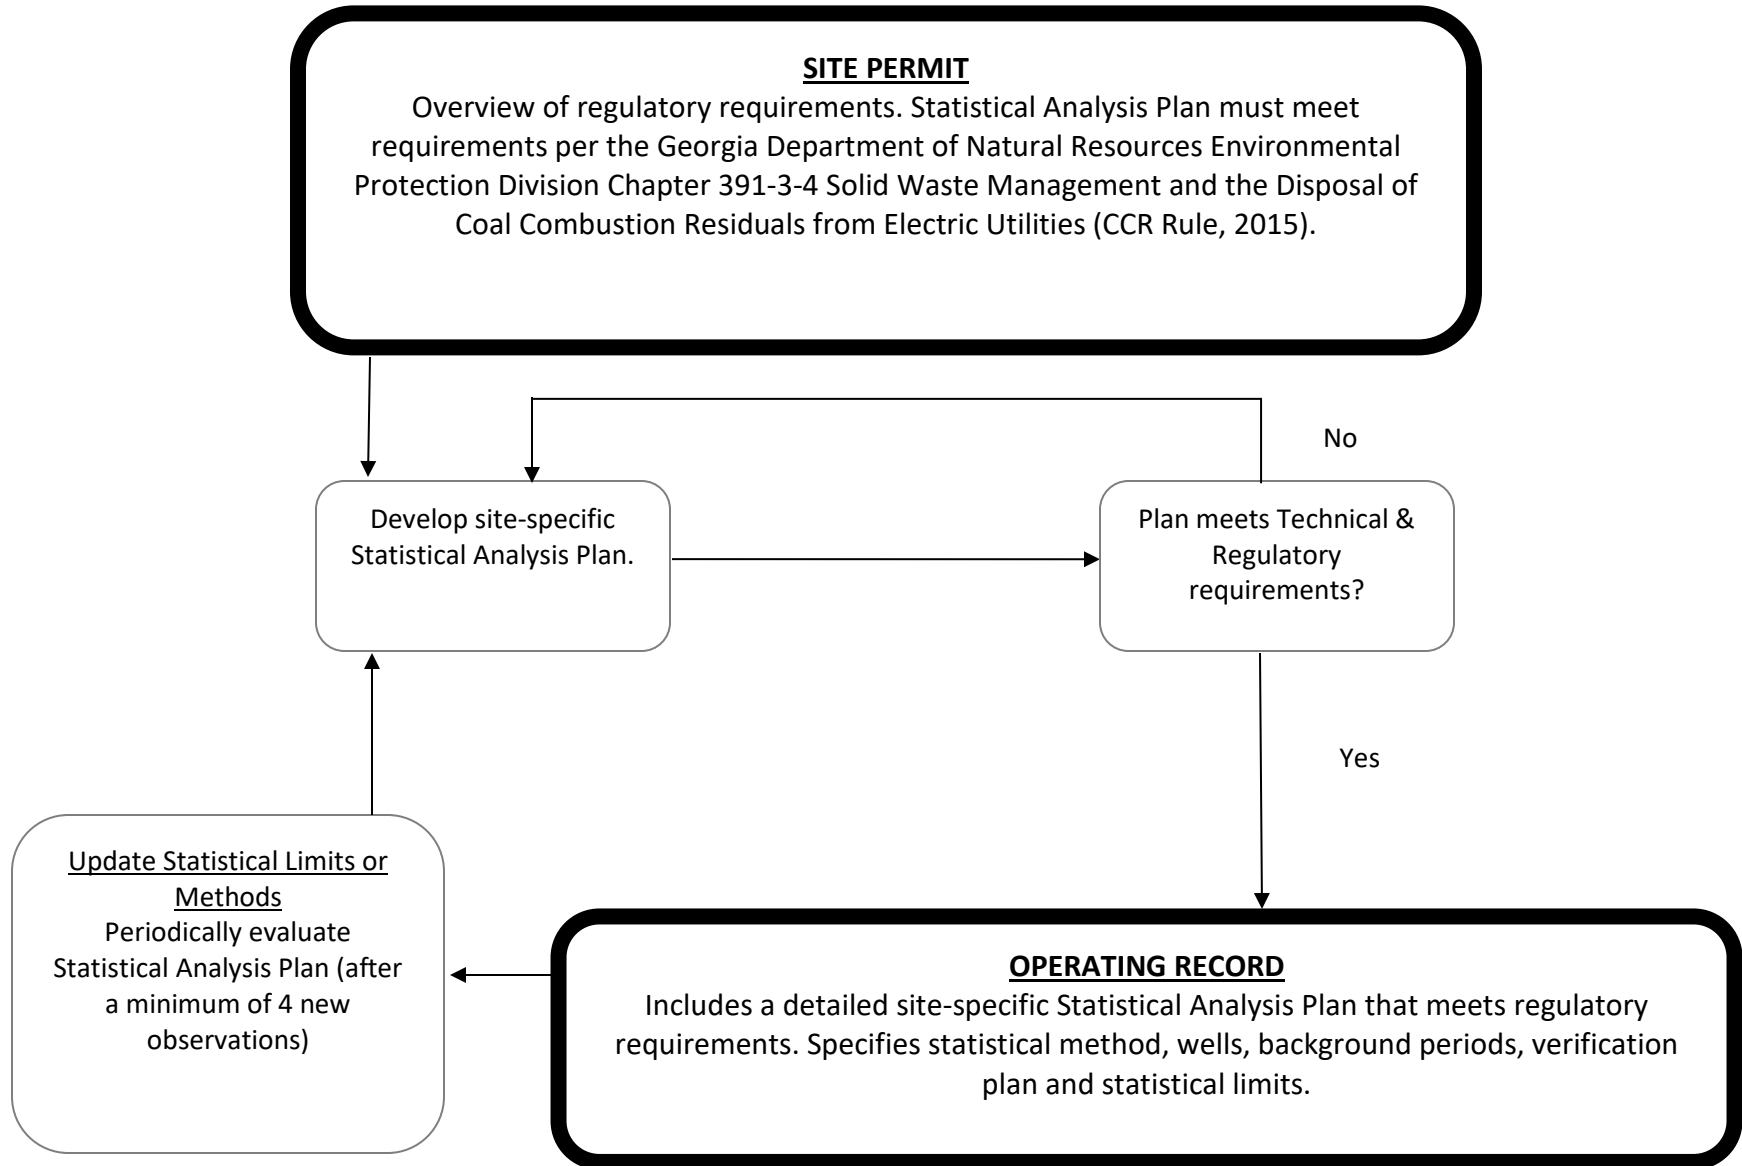 SITE PERMIT
Overview of regulatory requirements. Statistical Analysis Plan must meet
requirements per the Georgia Department of Natural Resources Environmental
Protection Division Chapter 391-3-4 Solid Waste Management and the Disposal of
Coal Combustion Residuals from Electric Utilities (CCR Rule, 2015).
No
Develop site-specific
Statistical Analysis Plan.
Plan meets Technical &
Regulatory
requirements?
Yes
Update Statistical Limits or
Methods
Periodically evaluate
Statistical Analysis Plan (after
a minimum of 4 new
observations)
OPERATING RECORD
Includes a detailed site-specific Statistical Analysis Plan that meets regulatory
requirements. Specifies statistical method, wells, background periods, verification
plan and statistical limits.